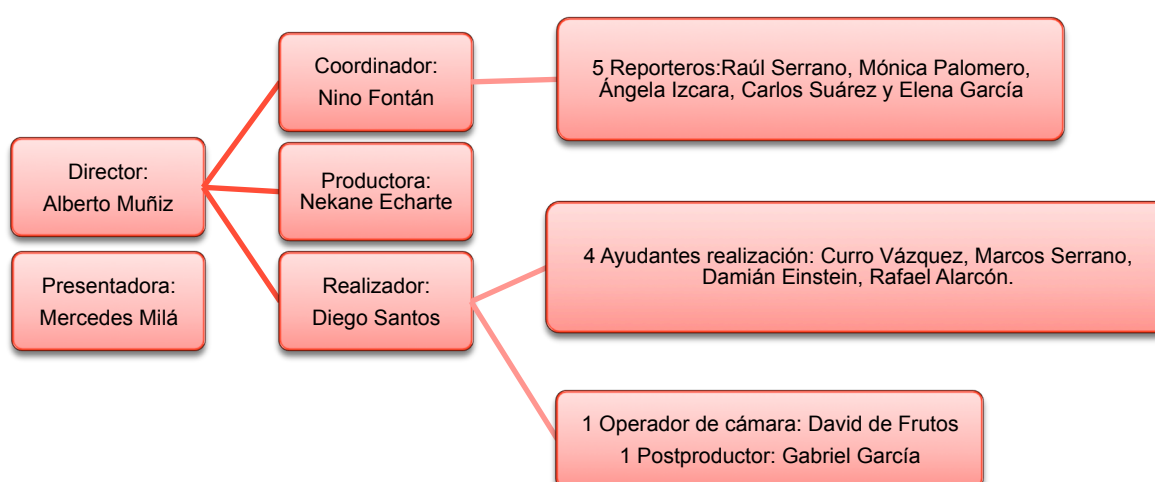 Director:
Alberto Muñiz
Presentadora:
Mercedes Milá
Coordinador:
Nino Fontán
Productora:
Nekane Echarte
Realizador:
Diego Santos
5 Reporteros:Raúl Serrano, Mónica Palomero,
Ángela Izcara, Carlos Suárez y Elena García
4 Ayudantes realización: Curro Vázquez, Marcos Serrano,
Damián Einstein, Rafael Alarcón.
1 Operador de cámara: David de Frutos
1 Postproductor: Gabriel García